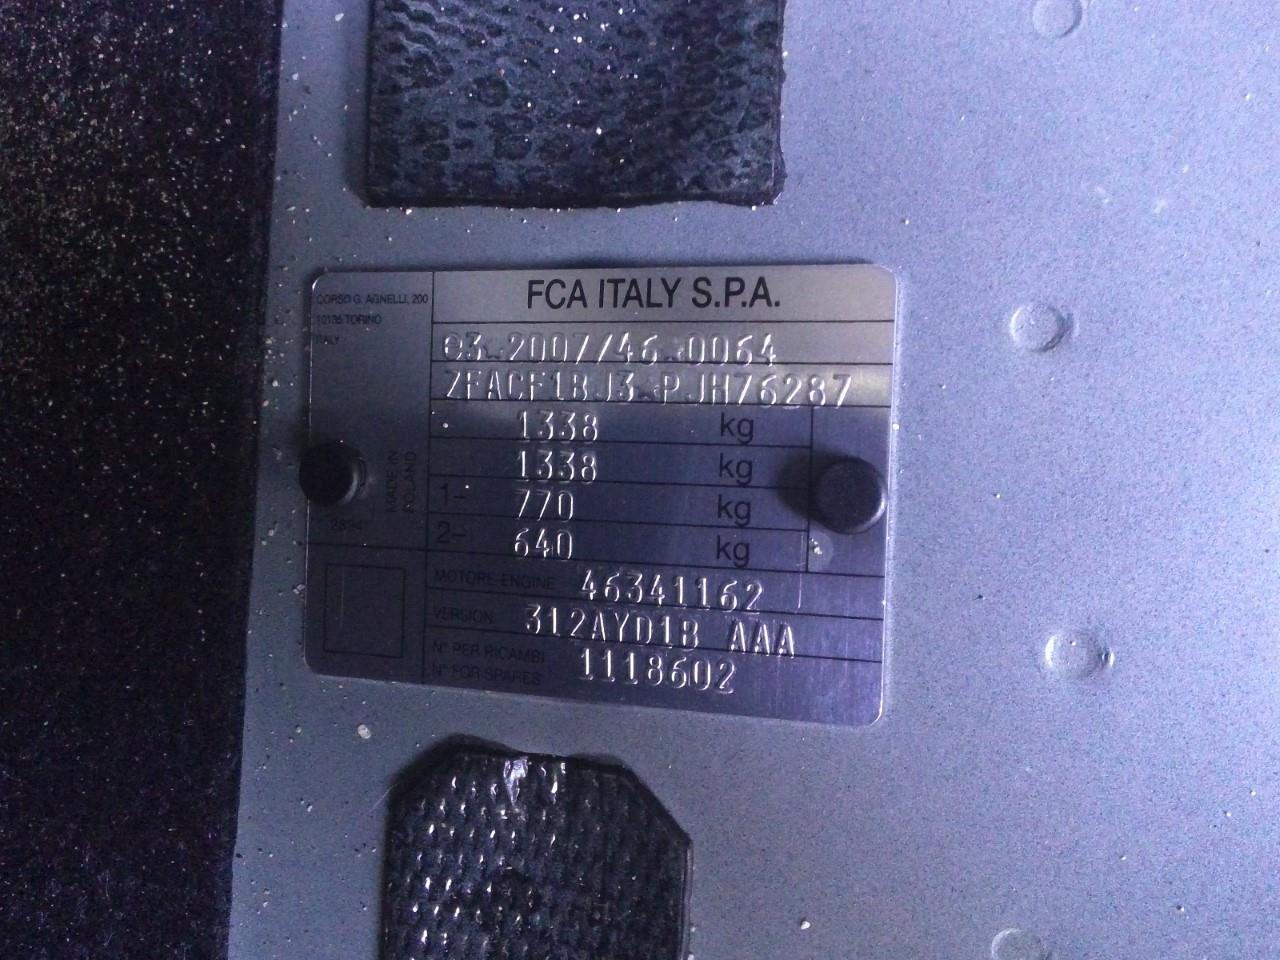 CORSO G. AGNELLI, 200
10135 TORINO
ITALY
FCA ITALY S.P.A.
e3*2007/46*0064
ZFACF1BJ3*PJH76287
1338 kg
1338 kg
1- 770 kg
2- 640 kg
MADE IN
POLAND
2894
MOTORE-ENGINE 46341162
VERSION 312AYD1B AAA
N° PER RICAMBI
N° FOR SPARES 1118602